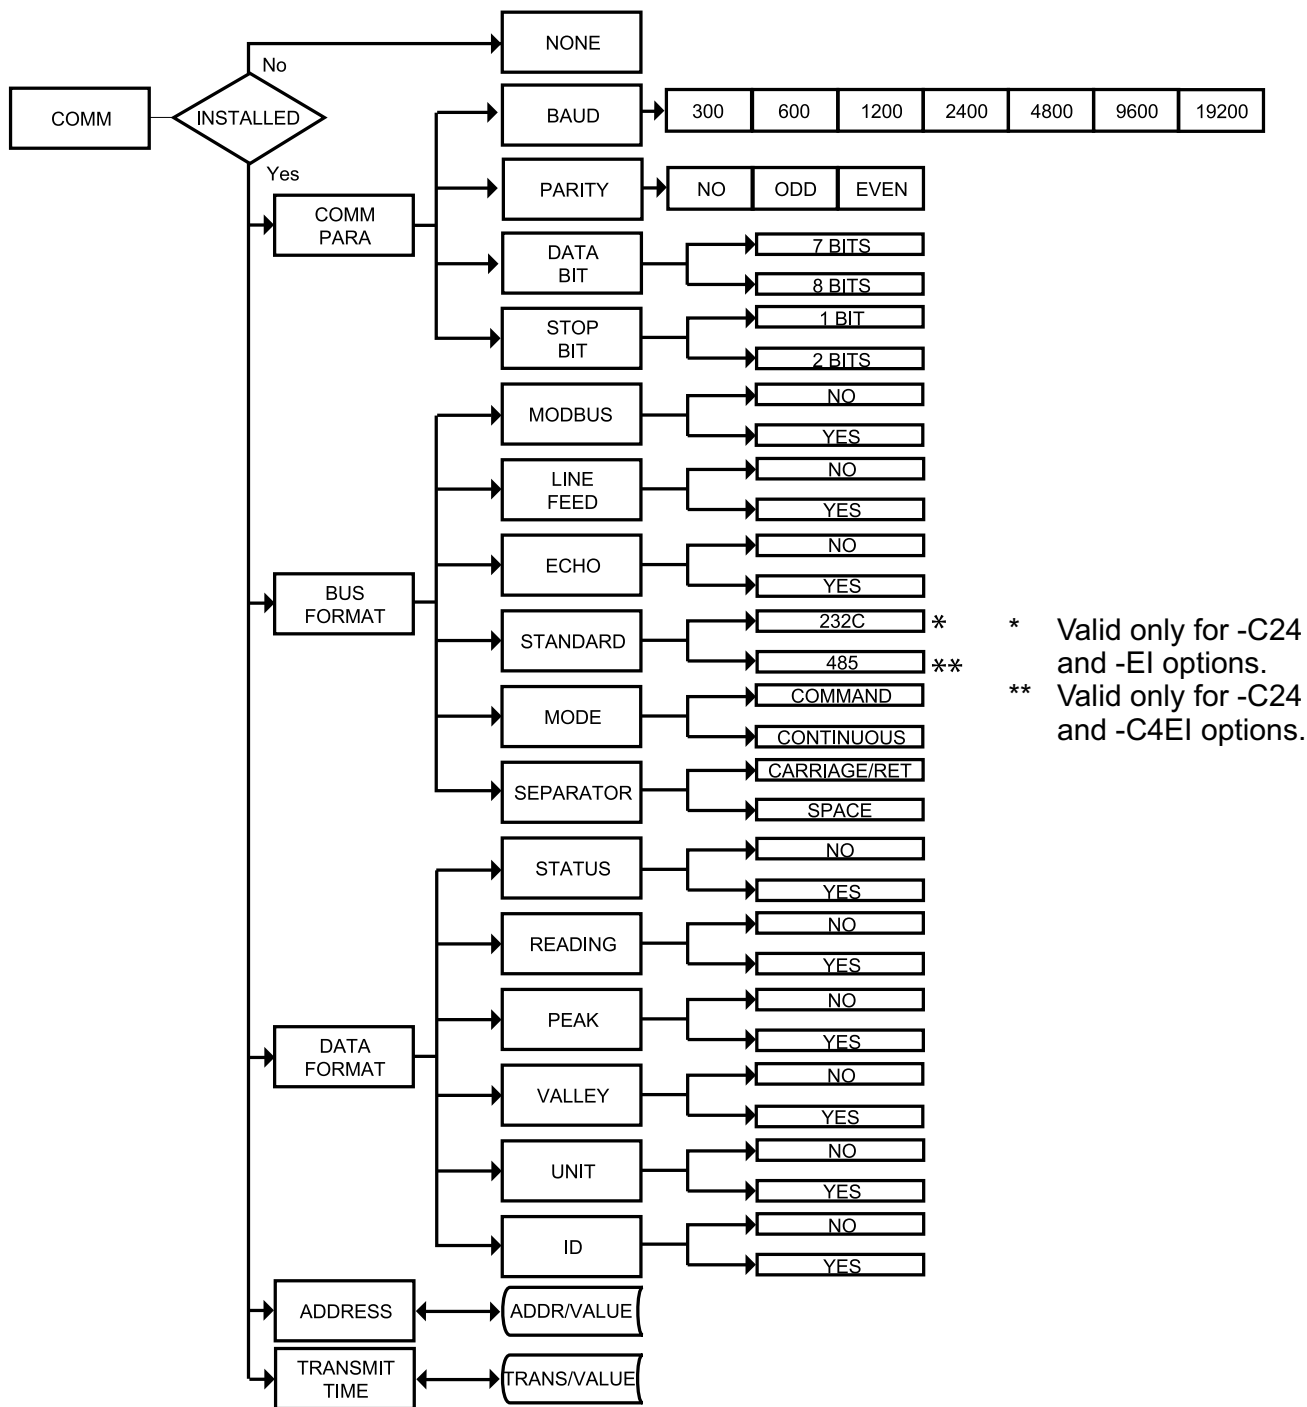 NONE
No
COMM
INSTALLED
BAUD
300 600 1200 2400 4800 9600 19200
Yes
COMM
PARA
PARITY
NO ODD EVEN
DATA
BIT
7 BITS
8 BITS
STOP
BIT
1 BIT
2 BITS
MODBUS
NO
YES
LINE
FEED
NO
YES
ECHO
NO
YES
BUS
FORMAT
STANDARD
232C *
485 **
* Valid only for -C24
and -EI options.
** Valid only for -C24
and -C4EI options.
MODE
COMMAND
CONTINUOUS
SEPARATOR
CARRIAGE/RET
SPACE
STATUS
NO
YES
READING
NO
YES
PEAK
NO
YES
DATA
FORMAT
VALLEY
NO
YES
UNIT
NO
YES
ID
NO
YES
ADDRESS
ADDR/VALUE
TRANSMIT
TIME
TRANS/VALUE